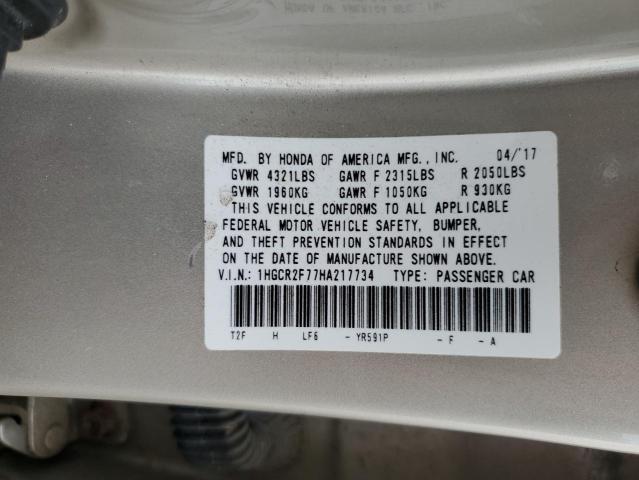 MFD. BY HONDA OF AMERICA MFG., INC. 04/'17
GVWR 4321LBS GAWR F 2315LBS R 2050LBS
GVWR 1960KG GAWR F 1050KG R 930KG
THIS VEHICLE CONFORMS TO ALL APPLICABLE
FEDERAL MOTOR VEHICLE SAFETY, BUMPER,
AND THEFT PREVENTION STANDARDS IN EFFECT
ON THE DATE OF MANUFACTURE SHOWN ABOVE.
V.I.N.: 1HGCR2F77HA217734 TYPE: PASSENGER CAR
T2F H LF6 - YR591P - F - A